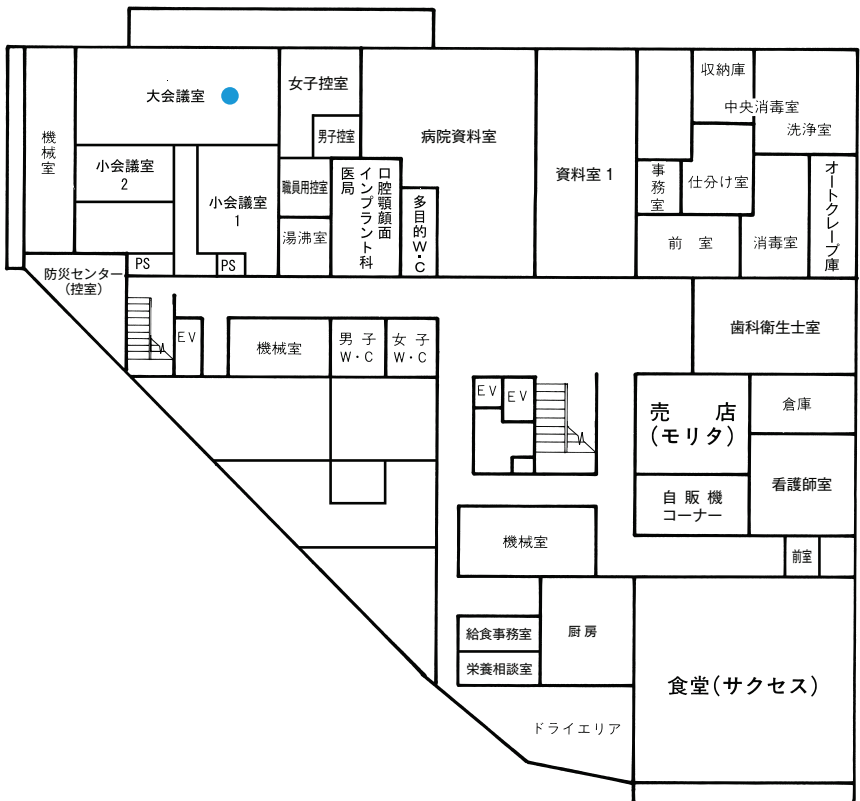 大会議室
女子控室
収納庫
中央消毒室
洗浄室
機械室
男子控室
病院資料室
小会議室
2
小会議室
1
職員用控室
湯沸室
口腔顎顔面
インプラント科
医局
多目的W・C
資料室1
事務室
仕分け室
前 室
消毒室
オートクレーブ庫
PS
PS
防災センター
(控室)
EV
機械室
男 子
W・C
女 子
W・C
歯科衛生士室
EV
EV
売 店
(モリタ)
倉庫
自 販 機
コーナー
看護師室
機械室
前室
給食事務室
栄養相談室
厨房
食堂(サクセス)
ドライエリア